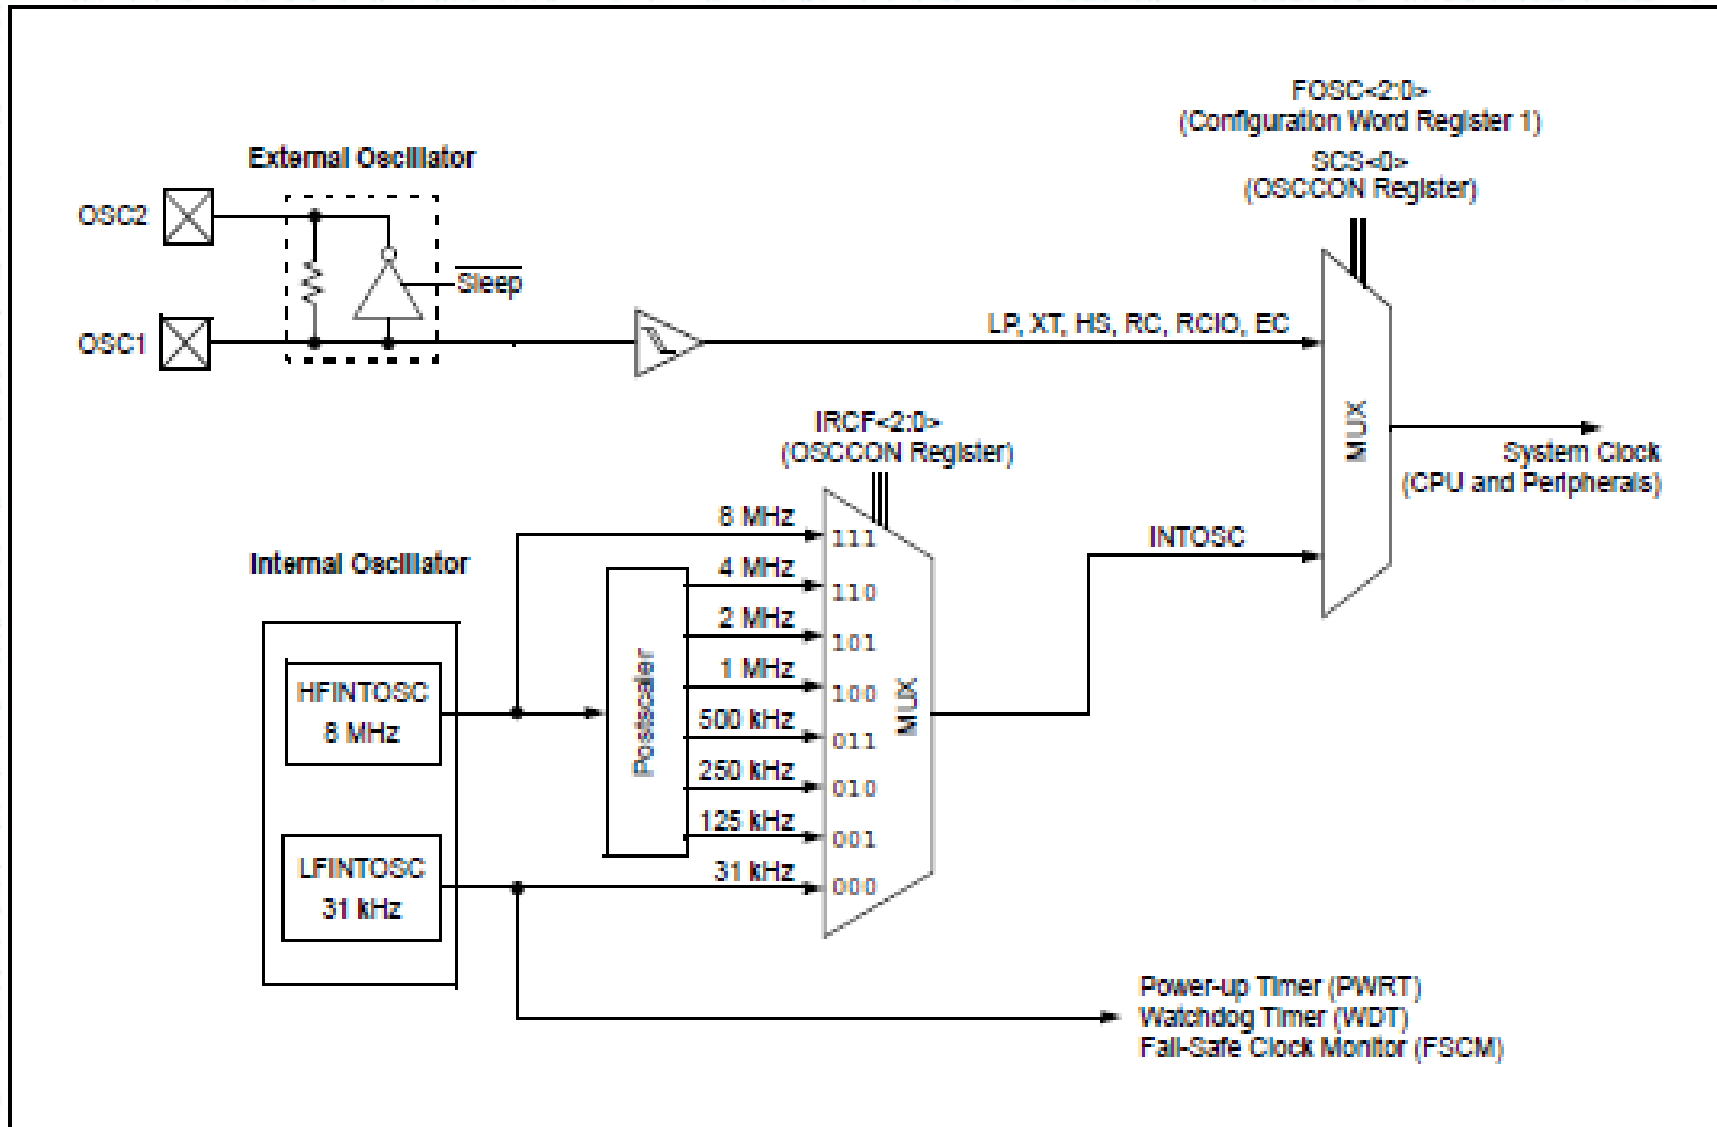 FOSC<2:0>
(Configuration Word Register 1)
SCS<0>
(OSCCON Register)
External Oscillator
OSC2
Sleep
OSC1
LP, XT, HS, RC, RCIO, EC
MUX
System Clock
(CPU and Peripherals)
IRCF<2:0>
(OSCCON Register)
Internal Oscillator
HFINTOSC
8 MHz
LFINTOSC
31 kHz
Postscaler
8 MHz
111
4 MHz
110
2 MHz
101
1 MHz
100
500 kHz
011
250 kHz
010
125 kHz
001
31 kHz
000
MUX
INTOSC
Power-up Timer (PWRT)
Watchdog Timer (WDT)
Fail-Safe Clock Monitor (FSCM)